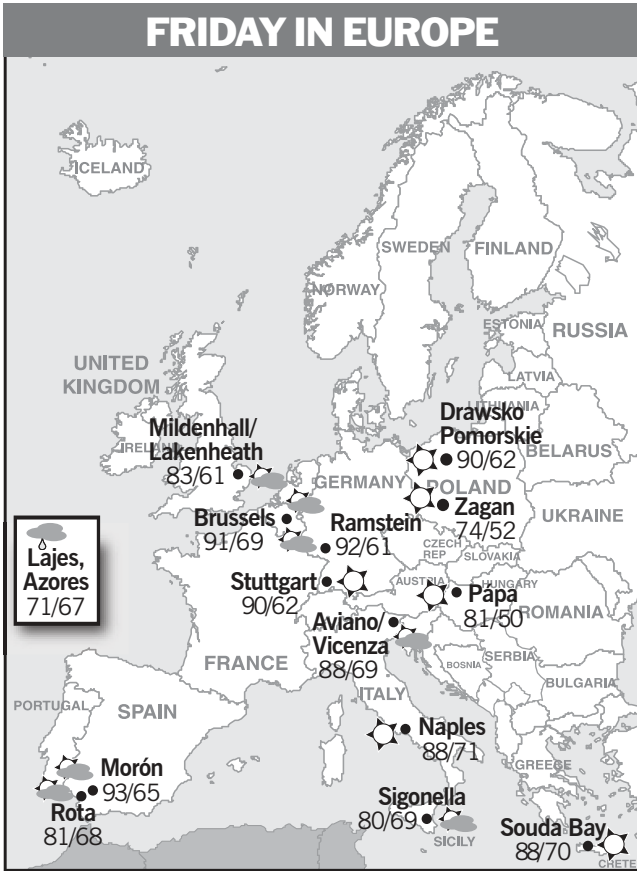 FRIDAY IN EUROPE
ICELAND
SWEDEN
FINLAND
NORWAY
ESTONIA
RUSSIA
LATVIA
LITHUANIA
UNITED
KINGDOM
IRELAND
Mildenhall/
Lakenheath
83/61
Drawsko
Pomorskie
90/62
BELARUS
GERMANY
POLAND
Zagan
74/52
UKRAINE
Brussels
91/69
Ramstein
92/61
CZECH
REP
SLOVAKIA
Lajes,
Azores
71/67
Stuttgart
90/62
AUSTRIA
HUNGARY
Pápa
81/50
ROMANIA
Aviano/
Vicenza
88/69
FRANCE
BOSNIA
SERBIA
BULGARIA
ITALY
PORTUGAL
SPAIN
Naples
88/71
GREECE
Morón
93/65
Rota
81/68
Sigonella
80/69
SICILY
Souda Bay
88/70
CRETE